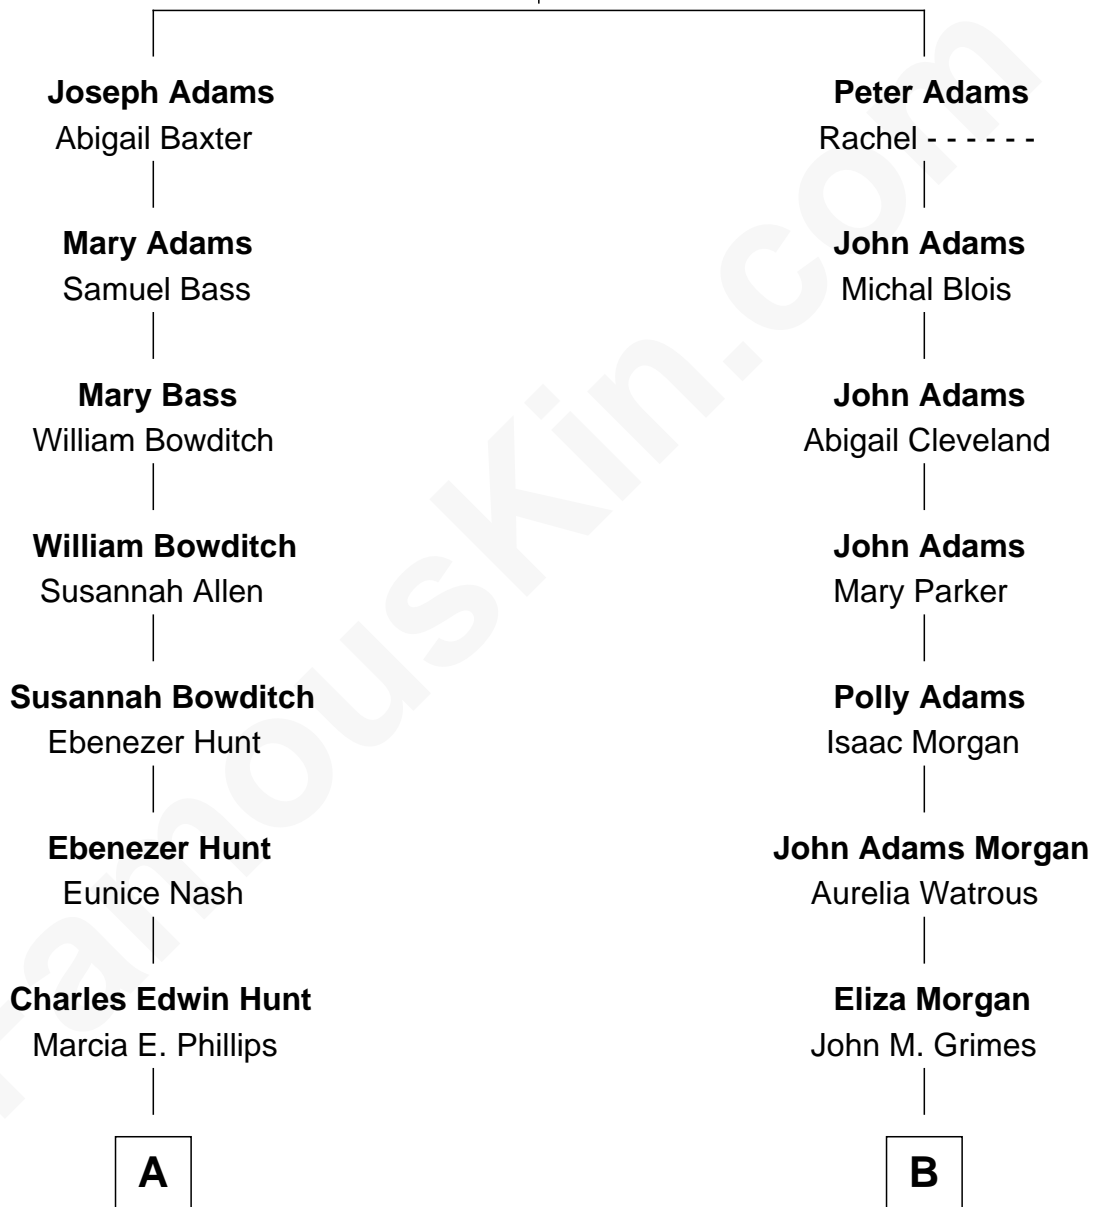 Joseph Adams
Abigail Baxter
Mary Adams
Samuel Bass
Mary Bass
William Bowditch
William Bowditch
Susannah Allen
Susannah Bowditch
Ebenezer Hunt
Ebenezer Hunt
Eunice Nash
Charles Edwin Hunt
Marcia E. Phillips
A
Peter Adams
Rachel - - - - - -
John Adams
Michal Blois
John Adams
Abigail Cleveland
John Adams
Mary Parker
Polly Adams
Isaac Morgan
John Adams Morgan
Aurelia Watrous
Eliza Morgan
John M. Grimes
B
FamousKin.com